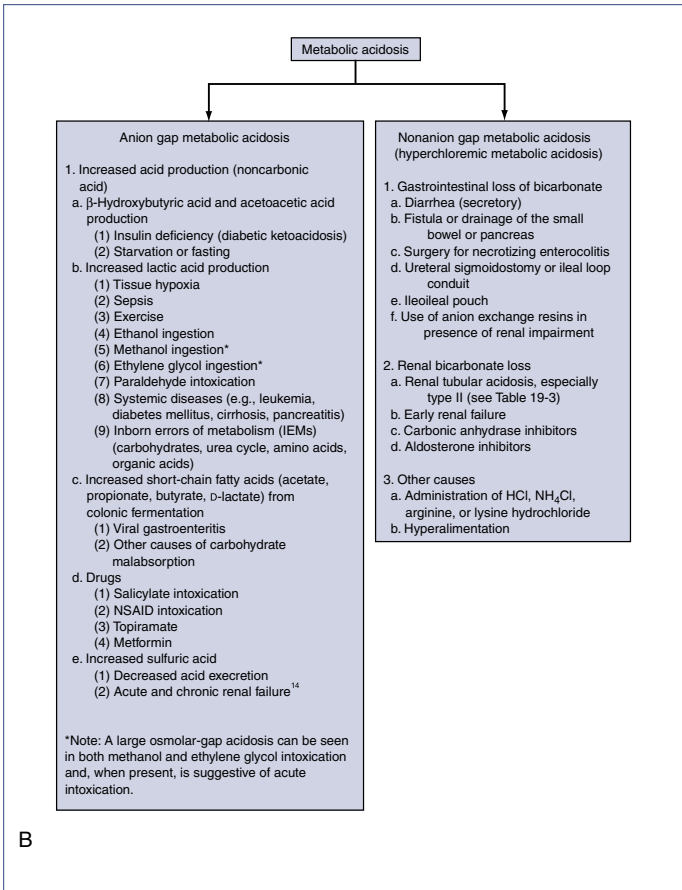 Metabolic acidosis
Anion gap metabolic acidosis
1. Increased acid production (noncarbonic
acid)
a. β-Hydroxybutyric acid and acetoacetic acid
production
(1) Insulin deficiency (diabetic ketoacidosis)
(2) Starvation or fasting
b. Increased lactic acid production
(1) Tissue hypoxia
(2) Sepsis
(3) Exercise
(4) Ethanol ingestion
(5) Methanol ingestion*
(6) Ethylene glycol ingestion*
(7) Paraldehyde intoxication
(8) Systemic diseases (e.g., leukemia,
diabetes mellitus, cirrhosis, pancreatitis)
(9) Inborn errors of metabolism (IEMs)
(carbohydrates, urea cycle, amino acids,
organic acids)
c. Increased short-chain fatty acids (acetate,
propionate, butyrate, D-lactate) from
colonic fermentation
(1) Viral gastroenteritis
(2) Other causes of carbohydrate
malabsorption
d. Drugs
(1) Salicylate intoxication
(2) NSAID intoxication
(3) Topiramate
(4) Metformin
e. Increased sulfuric acid
(1) Decreased acid execretion
(2) Acute and chronic renal failure14
*Note: A large osmolar-gap acidosis can be seen
in both methanol and ethylene glycol intoxication
and, when present, is suggestive of acute
intoxication.
Nonanion gap metabolic acidosis
(hyperchloremic metabolic acidosis)
1. Gastrointestinal loss of bicarbonate
a. Diarrhea (secretory)
b. Fistula or drainage of the small
bowel or pancreas
c. Surgery for necrotizing enterocolitis
d. Ureteral sigmoidostomy or ileal loop
conduit
e. Ileoileal pouch
f. Use of anion exchange resins in
presence of renal impairment
2. Renal bicarbonate loss
a. Renal tubular acidosis, especially
type II (see Table 19-3)
b. Early renal failure
c. Carbonic anhydrase inhibitors
d. Aldosterone inhibitors
3. Other causes
a. Administration of HCl, NH4Cl,
arginine, or lysine hydrochloride
b. Hyperalimentation
B